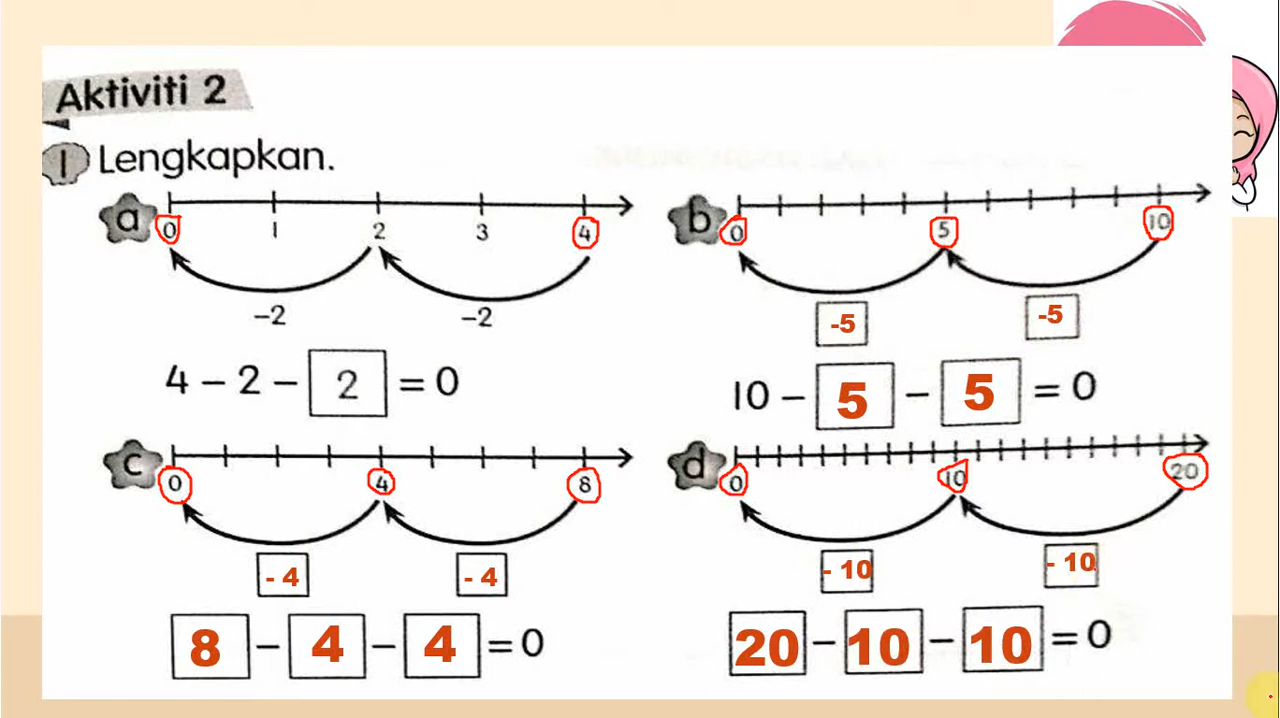 Aktiviti 2
1 Lengkapkan.
a
0 1 2 3 4
-2 -2
4 - 2 - 2 = 0
b
0 5 10
-5 -5
10 - 5 - 5 = 0
c
0 4 8
- 4 - 4
8 - 4 - 4 = 0
d
0 10 20
- 10 - 10
20 - 10 - 10 = 0